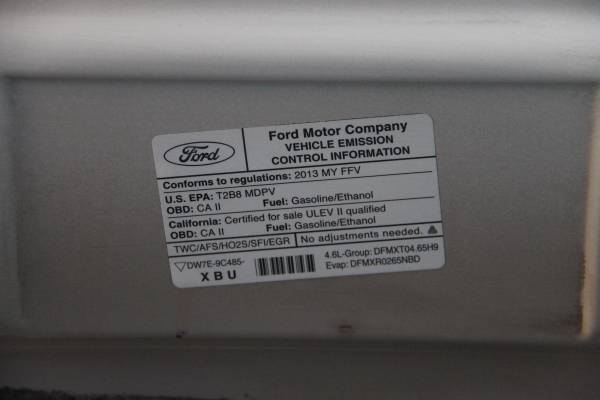 Ford
Ford Motor Company
VEHICLE EMISSION
CONTROL INFORMATION
Conforms to regulations: 2013 MY FFV
U.S. EPA: T2B8 MDPV
OBD: CA II Fuel: Gasoline/Ethanol
California: Certified for sale ULEV II qualified
OBD: CA II Fuel: Gasoline/Ethanol
TWC/AFS/HO2S/SFI/EGR No adjustments needed.
DW7E-9C485-
XBU
4.6L-Group: DFMXT04.65H9
Evap: DFMXR0265NBD